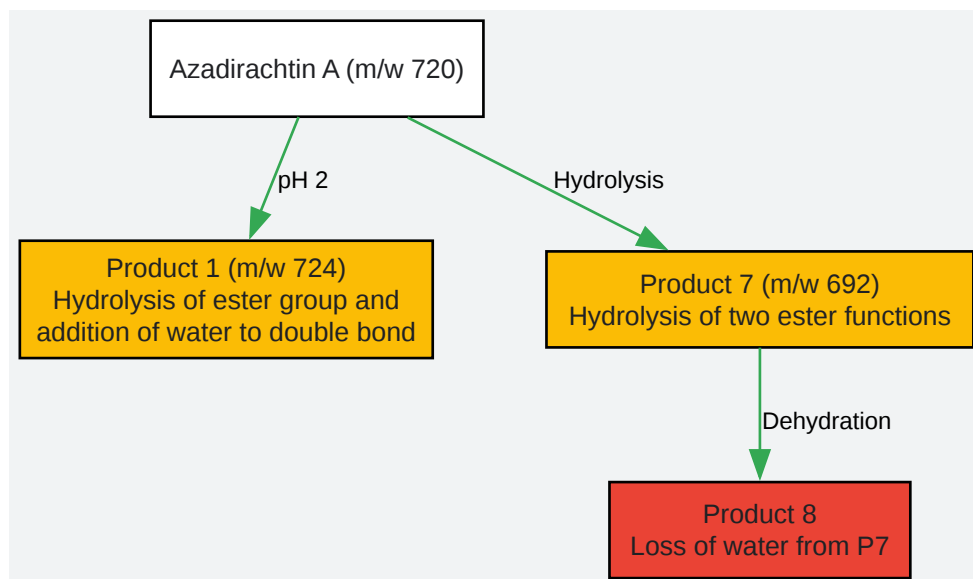 Azadirachtin A (m/w 720)
pH 2
Hydrolysis
Product 1 (m/w 724)
Hydrolysis of ester group and
addition of water to double bond
Product 7 (m/w 692)
Hydrolysis of two ester functions
Dehydration
Product 8
Loss of water from P7